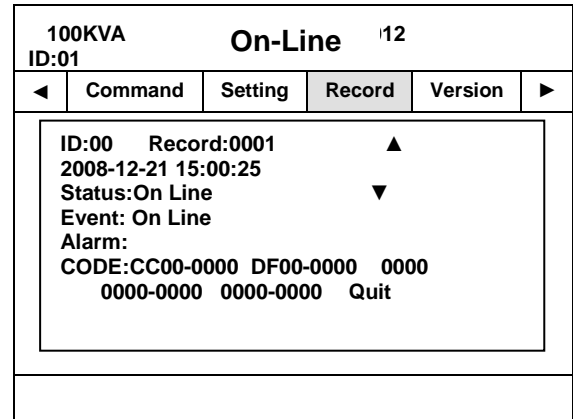 100KVA On-Line 12
ID:01
◄ Command Setting Record Version ►
ID:00 Record:0001 ▲
2008-12-21 15:00:25
Status:On Line ▼
Event: On Line
Alarm:
CODE:CC00-0000 DF00-0000 0000
0000-0000 0000-0000 Quit